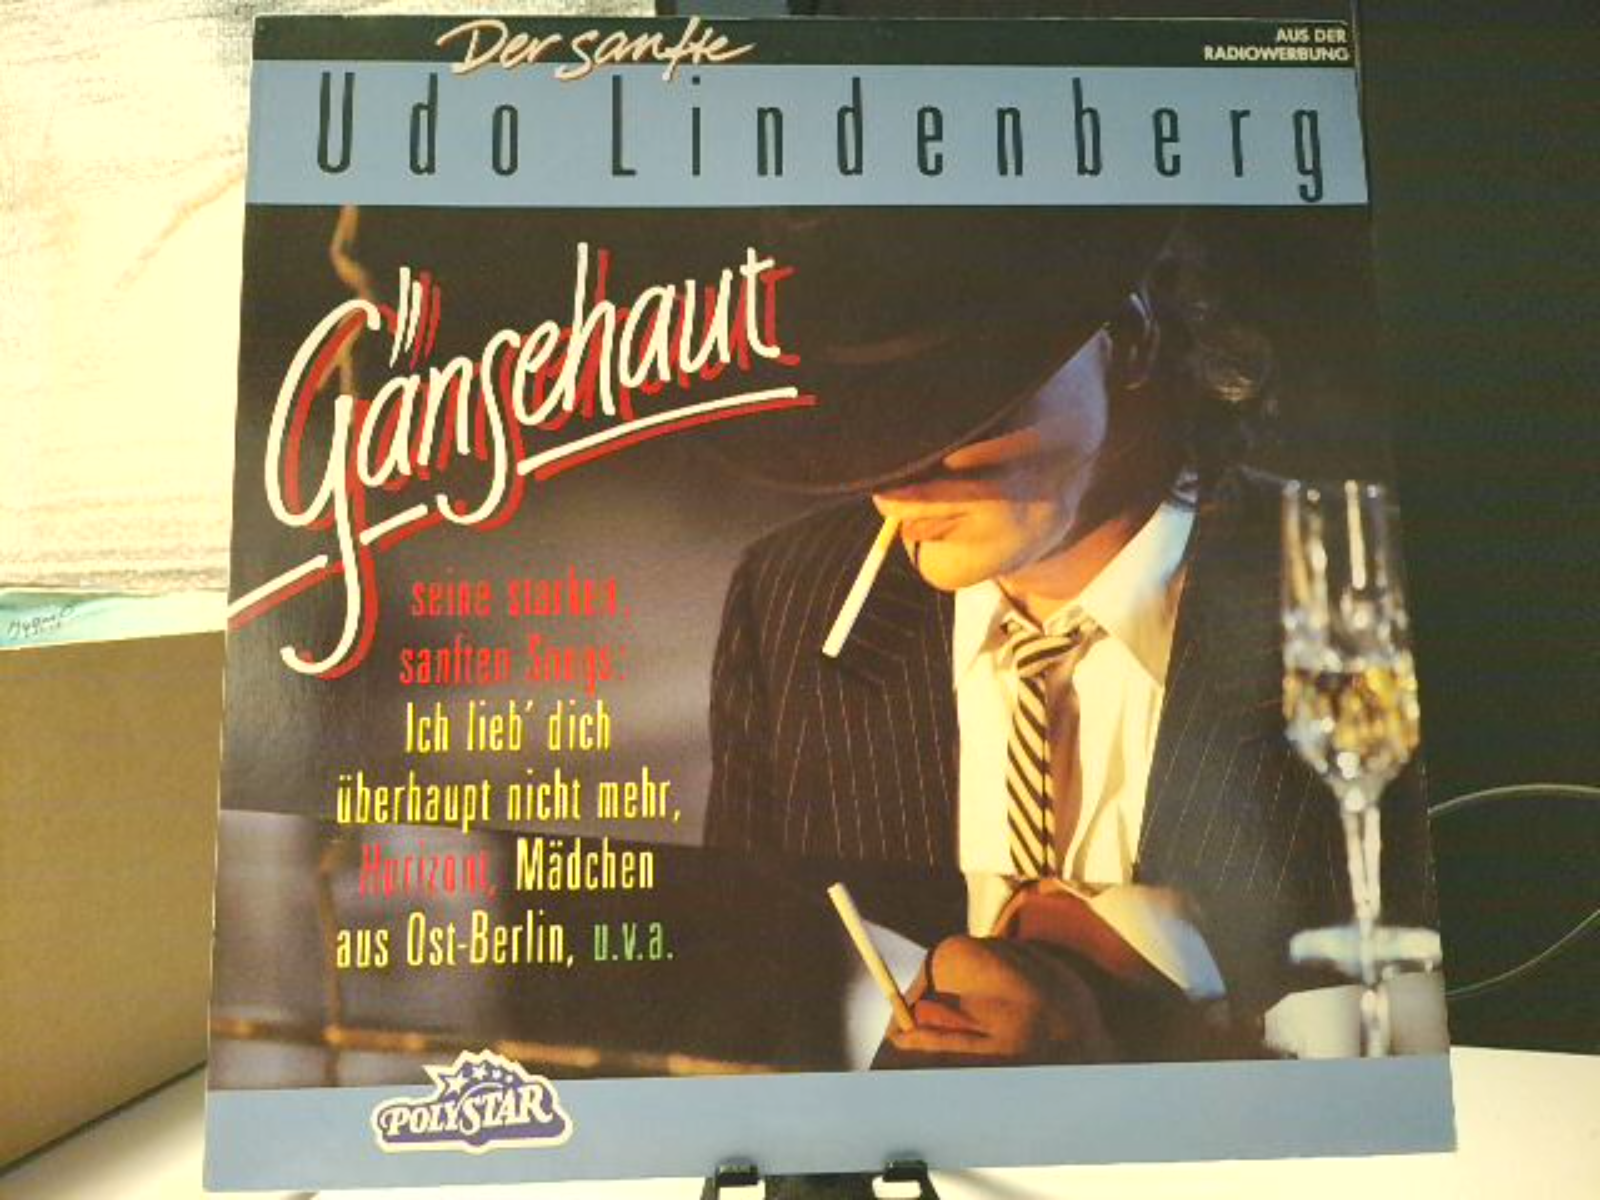 Der sanfte
AUS DER
RADIOWERBUNG
Udo Lindenberg
Gänsehaut
seine starken,
sanften Songs:
Ich lieb' dich
überhaupt nicht mehr,
Horizont, Mädchen
aus Ost-Berlin, u.v.a.
POLYSTAR